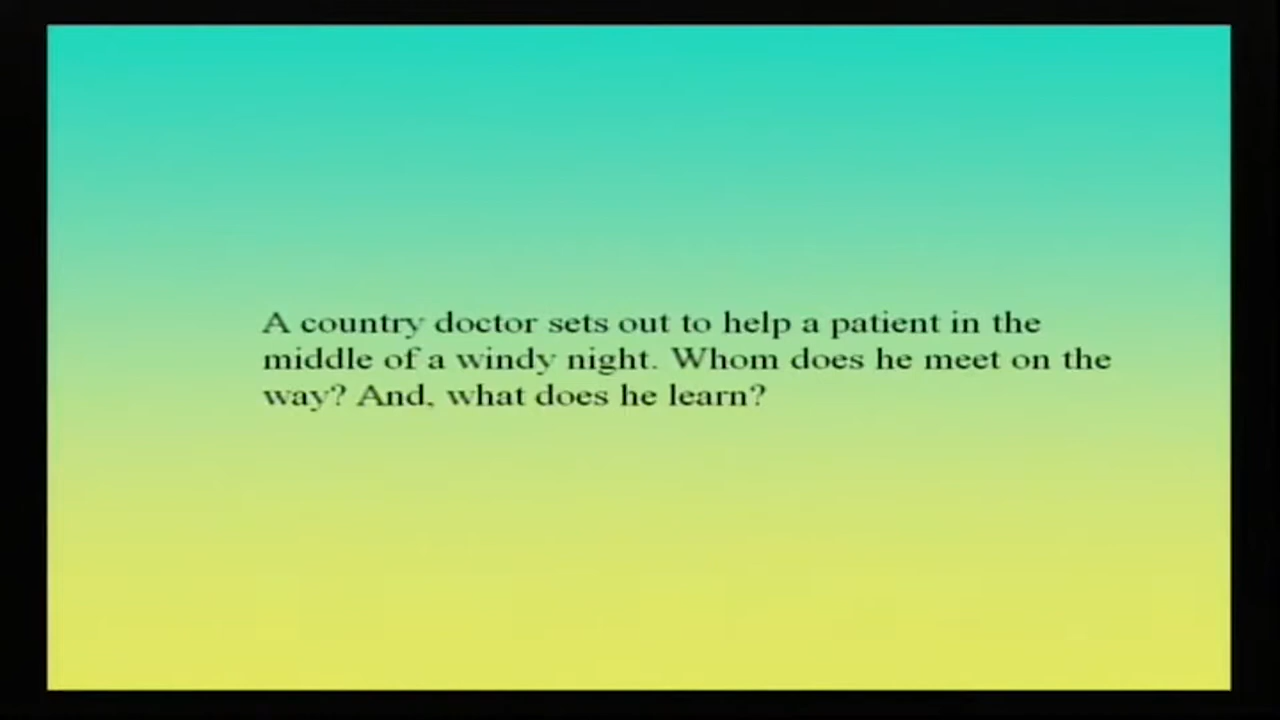 A country doctor sets out to help a patient in the
middle of a windy night. Whom does he meet on the
way? And, what does he learn?